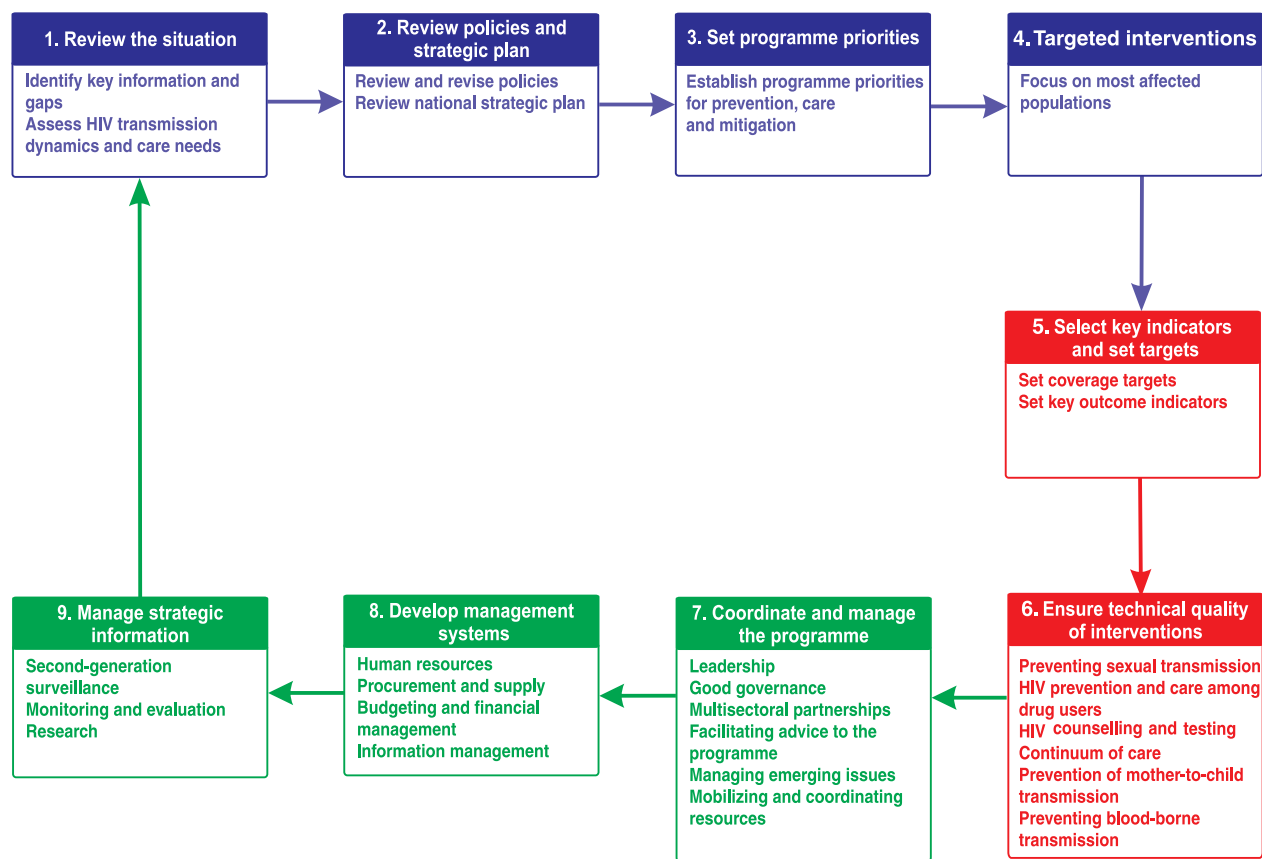 1. Review the situation
Identify key information and
gaps
Assess HIV transmission
dynamics and care needs
2. Review policies and
strategic plan
Review and revise policies
Review national strategic plan
3. Set programme priorities
Establish programme priorities
for prevention, care
and mitigation
4. Targeted interventions
Focus on most affected
populations
5. Select key indicators
and set targets
Set coverage targets
Set key outcome indicators
6. Ensure technical quality
of interventions
Preventing sexual transmission
HIV prevention and care among
drug users
HIV counselling and testing
Continuum of care
Prevention of mother-to-child
transmission
Preventing blood-borne
transmission
7. Coordinate and manage
the programme
Leadership
Good governance
Multisectoral partnerships
Facilitating advice to the
programme
Managing emerging issues
Mobilizing and coordinating
resources
8. Develop management
systems
Human resources
Procurement and supply
Budgeting and financial
management
Information management
9. Manage strategic
information
Second-generation
surveillance
Monitoring and evaluation
Research